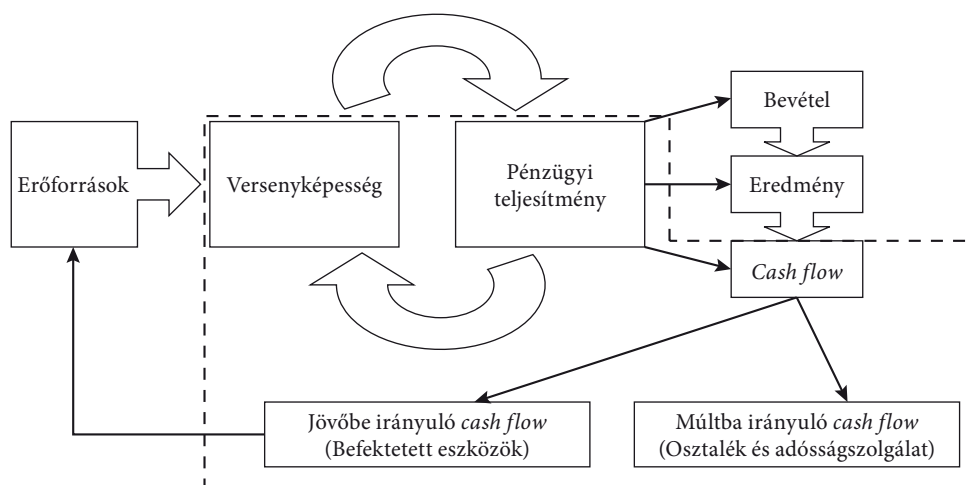 Erőforrások
Versenyképesség
Pénzügyi
teljesítmény
Bevétel
Eredmény
Cash flow
Jövőbe irányuló cash flow
(Befektetett eszközök)
Múltba irányuló cash flow
(Osztalék és adósságszolgálat)